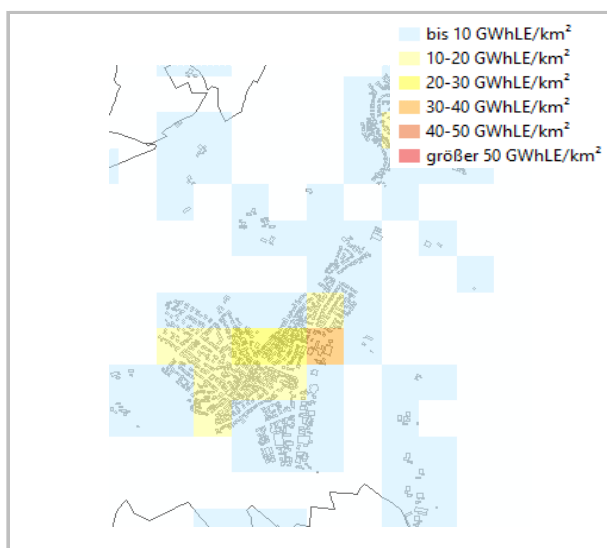 bis 10 GWhLE/km²
10-20 GWhLE/km²
20-30 GWhLE/km²
30-40 GWhLE/km²
40-50 GWhLE/km²
größer 50 GWhLE/km²